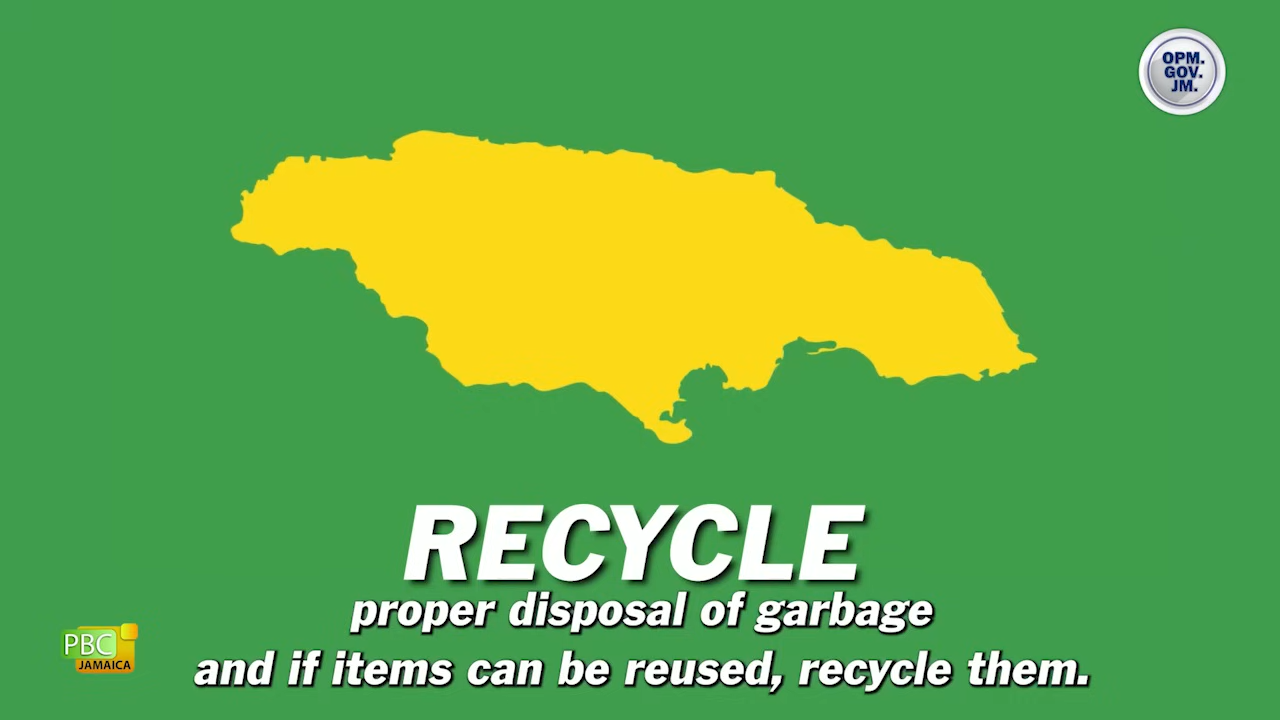 OPM.
GOV.
JM.
RECYCLE
proper disposal of garbage
and if items can be reused, recycle them.
PBC
JAMAICA